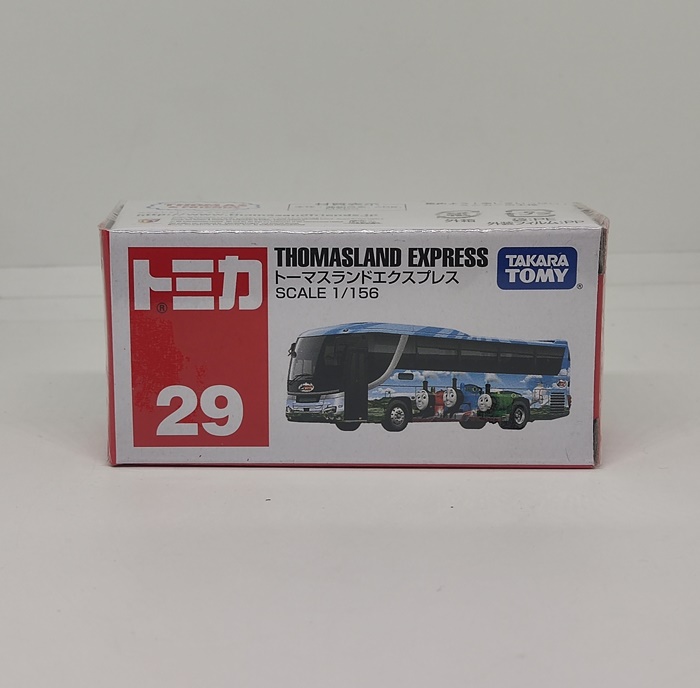 トミカ®
29
THOMASLAND EXPRESS
トーマスランドエクスプレス
SCALE 1/156
TAKARA
TOMY®